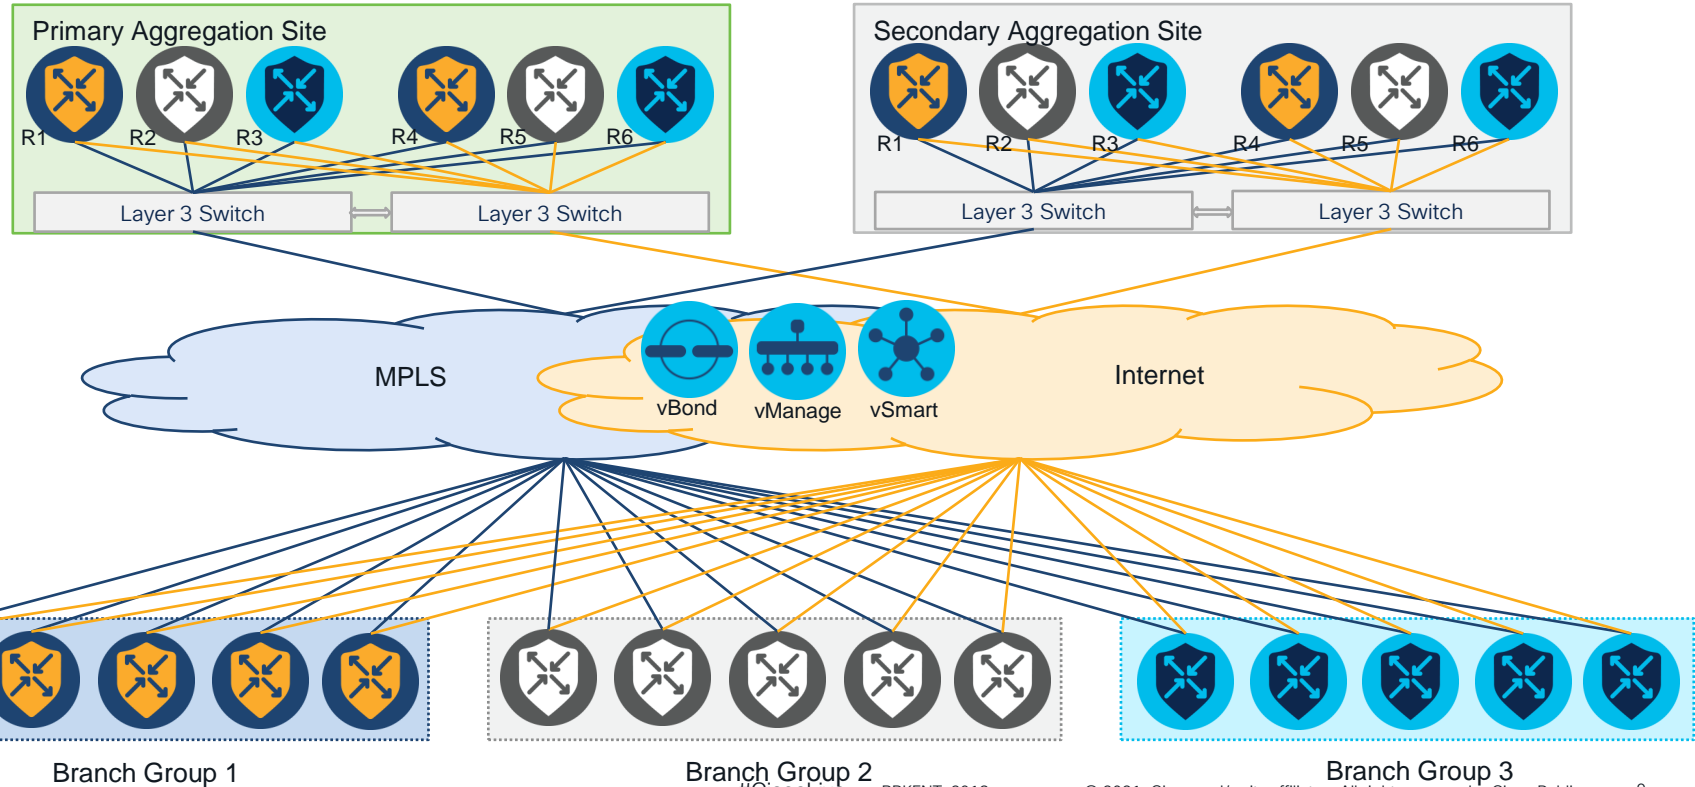 Primary Aggregation Site
Secondary Aggregation Site
R1
R2
R3
R4
R5
R6
R1
R2
R3
R4
R5
R6
Layer 3 Switch
Layer 3 Switch
Layer 3 Switch
Layer 3 Switch
MPLS
Internet
vBond
vManage
vSmart
Branch Group 1
Branch Group 2
Branch Group 3